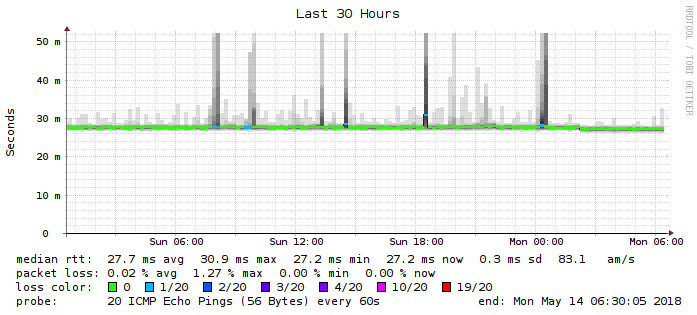 Last 30 Hours
RRDTOOL / TOBI OETIKER
Seconds
50 m
40 m
30 m
20 m
10 m
0
Sun 06:00 Sun 12:00 Sun 18:00 Mon 00:00 Mon 06:00
median rtt: 27.7 ms avg 30.9 ms max 27.2 ms min 27.2 ms now 0.3 ms sd 83.1 am/s
packet loss: 0.02 % avg 1.27 % max 0.00 % min 0.00 % now
loss color: 0 1/20 2/20 3/20 4/20 10/20 19/20
probe: 20 ICMP Echo Pings (56 Bytes) every 60s end: Mon May 14 06:30:05 2018